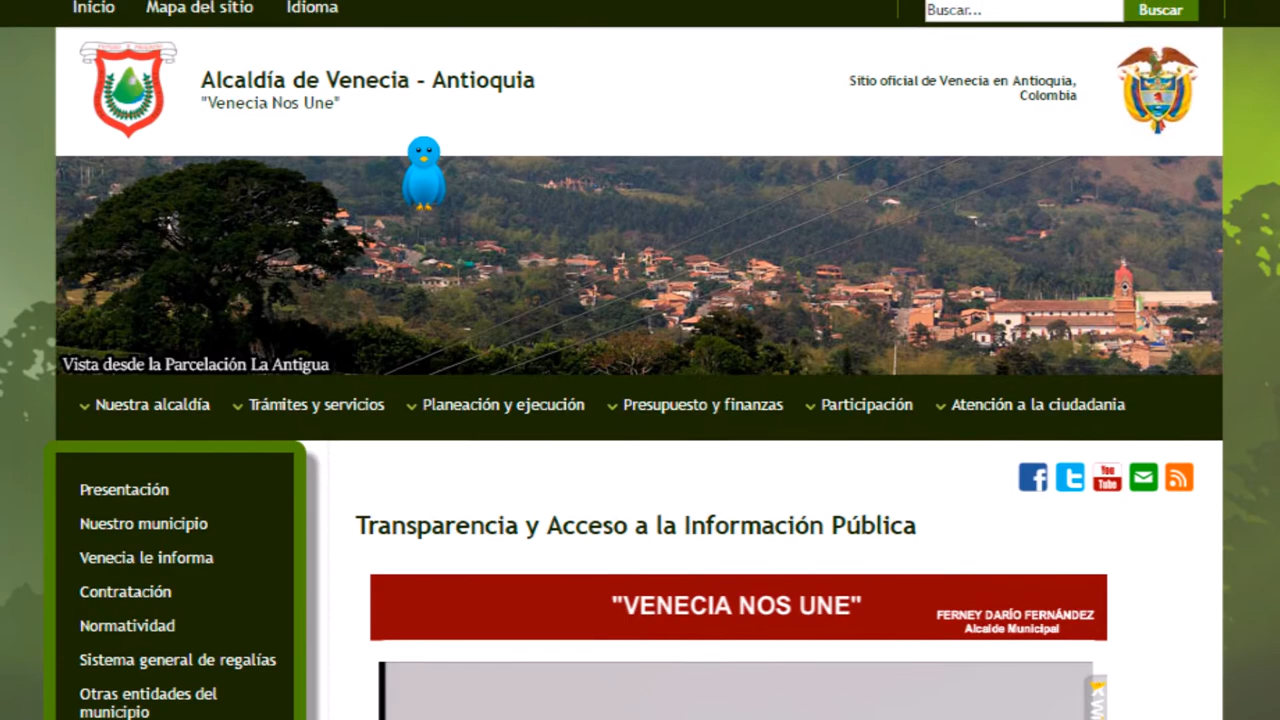 Inicio
Mapa del sitio
Idioma
Buscar...
Buscar
Alcaldía de Venecia - Antioquia
"Venecia Nos Une"
Sitio oficial de Venecia en Antioquia,
Colombia
Vista desde la Parcelación La Antigua
Nuestra alcaldía
Trámites y servicios
Planeación y ejecución
Presupuesto y finanzas
Participación
Atención a la ciudadania
Presentación
Nuestro municipio
Venecia le informa
Contratación
Normatividad
Sistema general de regalías
Otras entidades del
municipio
You
Tube
Transparencia y Acceso a la Información Pública
"VENECIA NOS UNE"
FERNEY DARÍO FERNÁNDEZ
Alcalde Municipal